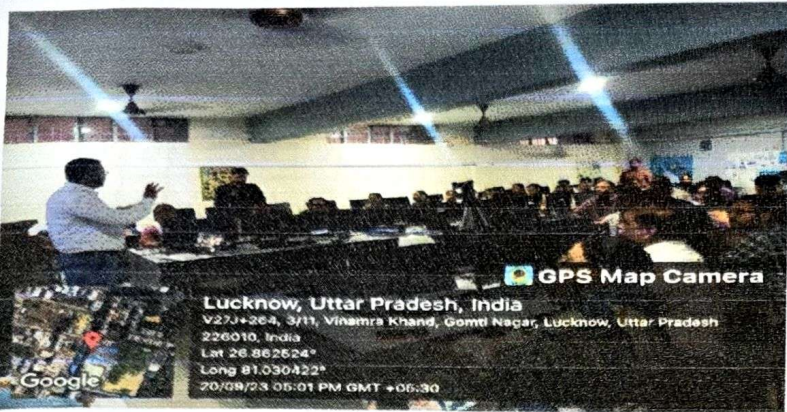 GPS Map Camera
Lucknow, Uttar Pradesh, India
V27J+264, 3/11, Vinamra Khand, Gomti Nagar, Lucknow, Uttar Pradesh
226010, India
Lat 26.862524°
Long 81.030422°
20/09/23 05:01 PM GMT +05:30
Google